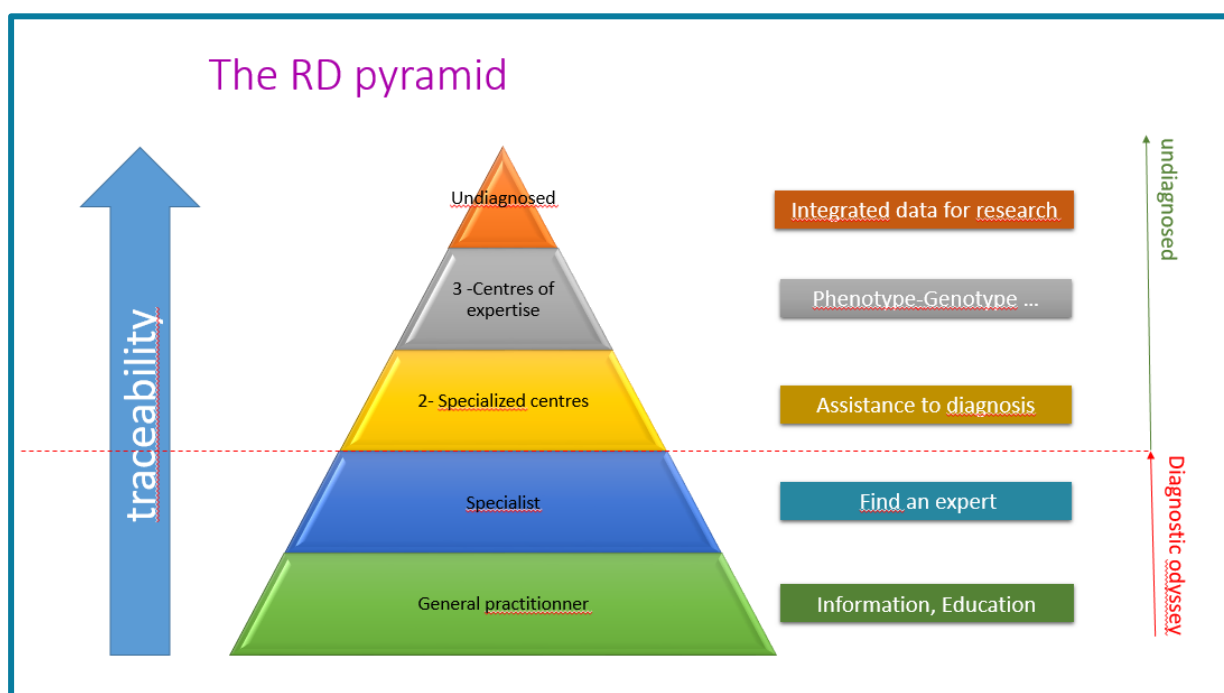 The RD pyramid
traceability
Undiagnosed
3 -Centres of
expertise
2- Specialized centres
Specialist
General practitionner
Integrated data for research
Phenotype-Genotype ...
Assistance to diagnosis
Find an expert
Information, Education
undiagnosed
Diagnostic odyssey